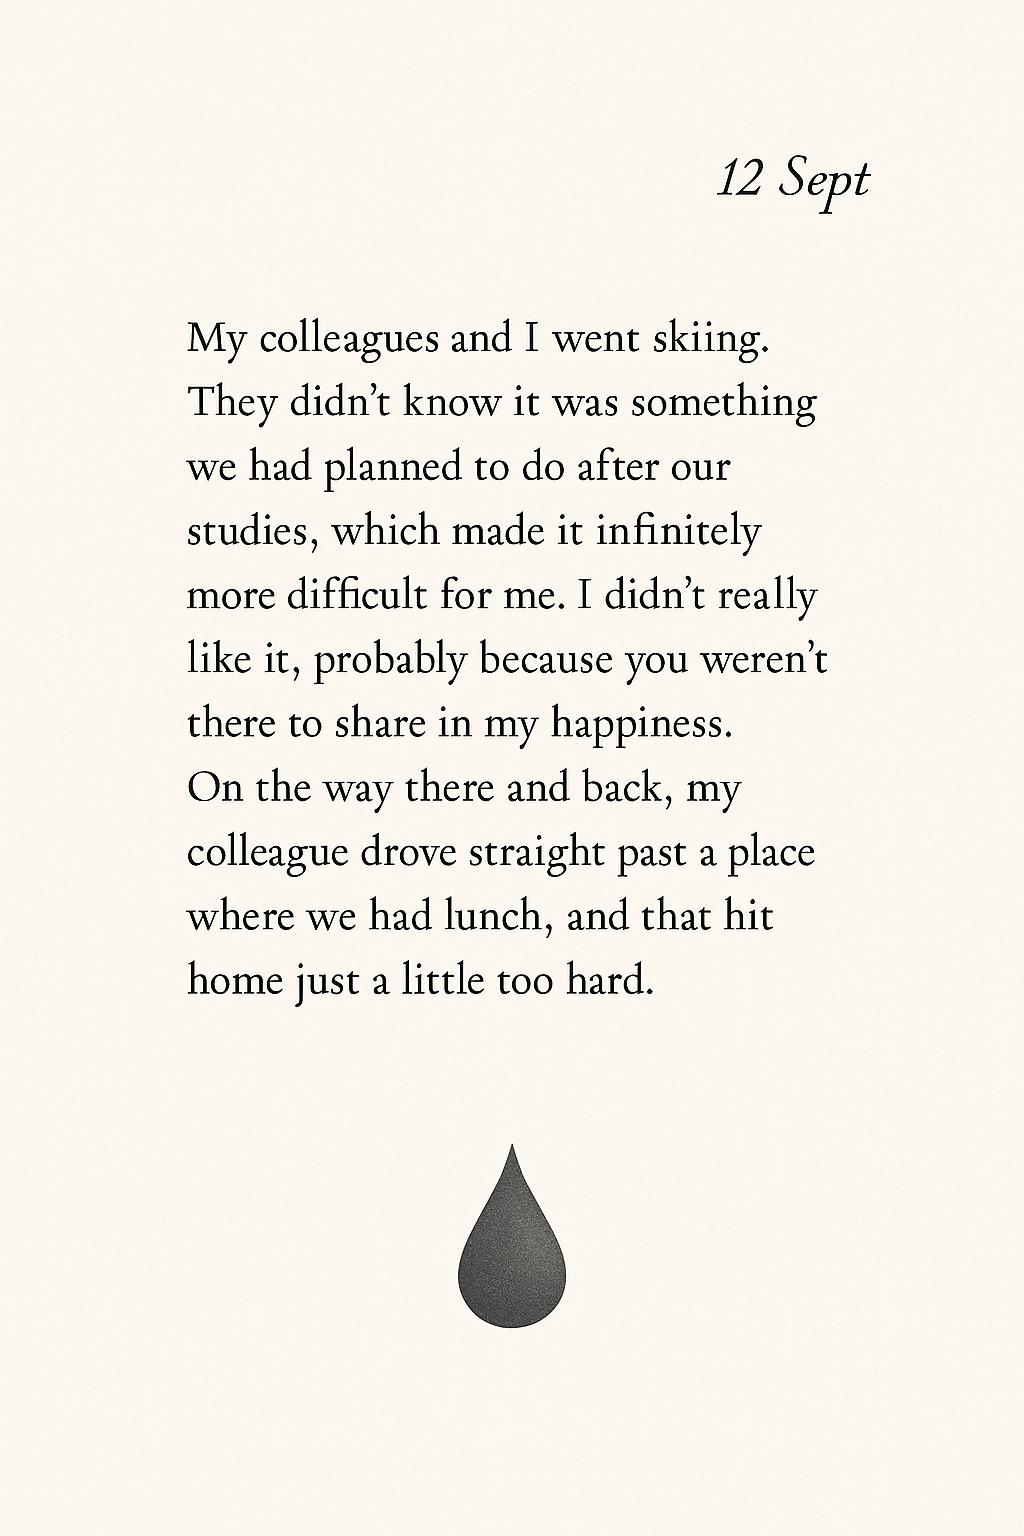 12 Sept
My colleagues and I went skiing.
They didn’t know it was something
we had planned to do after our
studies, which made it infinitely
more difficult for me. I didn’t really
like it, probably because you weren’t
there to share in my happiness.
On the way there and back, my
colleague drove straight past a place
where we had lunch, and that hit
home just a little too hard.